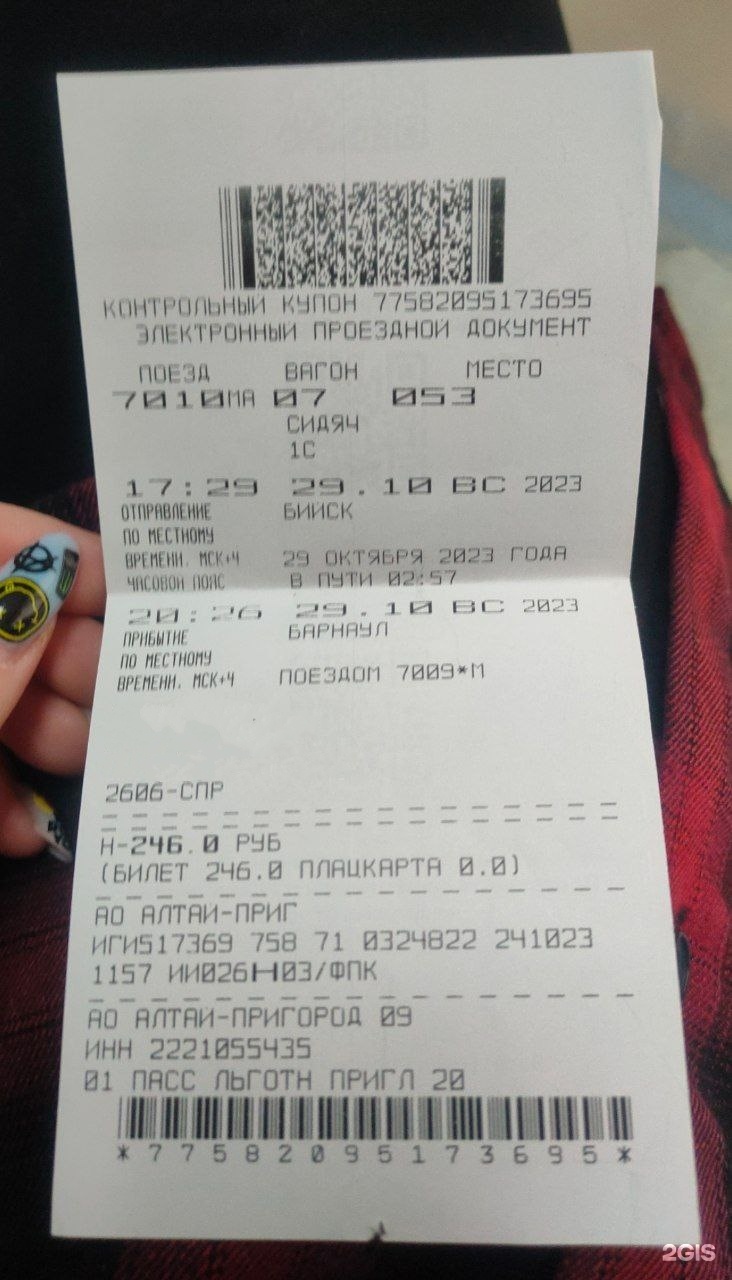 КОНТРОЛЬНЫЙ КУПОН 77582095173695
ЭЛЕКТРОННЫЙ ПРОЕЗДНОЙ ДОКУМЕНТ
ПОЕЗД ВАГОН МЕСТО
7010МА 07 053
СИДЯЧ
1С
17:29 29.10 ВС 2023
ОТПРАВЛЕНИЕ БИЙСК
ПО МЕСТНОМУ
ВРЕМЕНИ. МСК+4 29 ОКТЯБРЯ 2023 ГОДА
ЧАСОВОЙ ПОЯС В ПУТИ 02:57
20:26 29.10 ВС 2023
ПРИБЫТИЕ БАРНАУЛ
ПО МЕСТНОМУ
ВРЕМЕНИ. МСК+4 ПОЕЗДОМ 7009*М
2606-СПР
Н-246.0 РУБ
(БИЛЕТ 246.0 ПЛАЦКАРТА 0.0)
АО АЛТАЙ-ПРИГ
ИГИ517369 758 71 0324822 241023
1157 ИИ026Н03/ФПК
АО АЛТАЙ-ПРИГОРОД 09
ИНН 2221055435
01 ПАСС ЛЬГОТН ПРИГЛ 20
*77582095173695*
2GIS